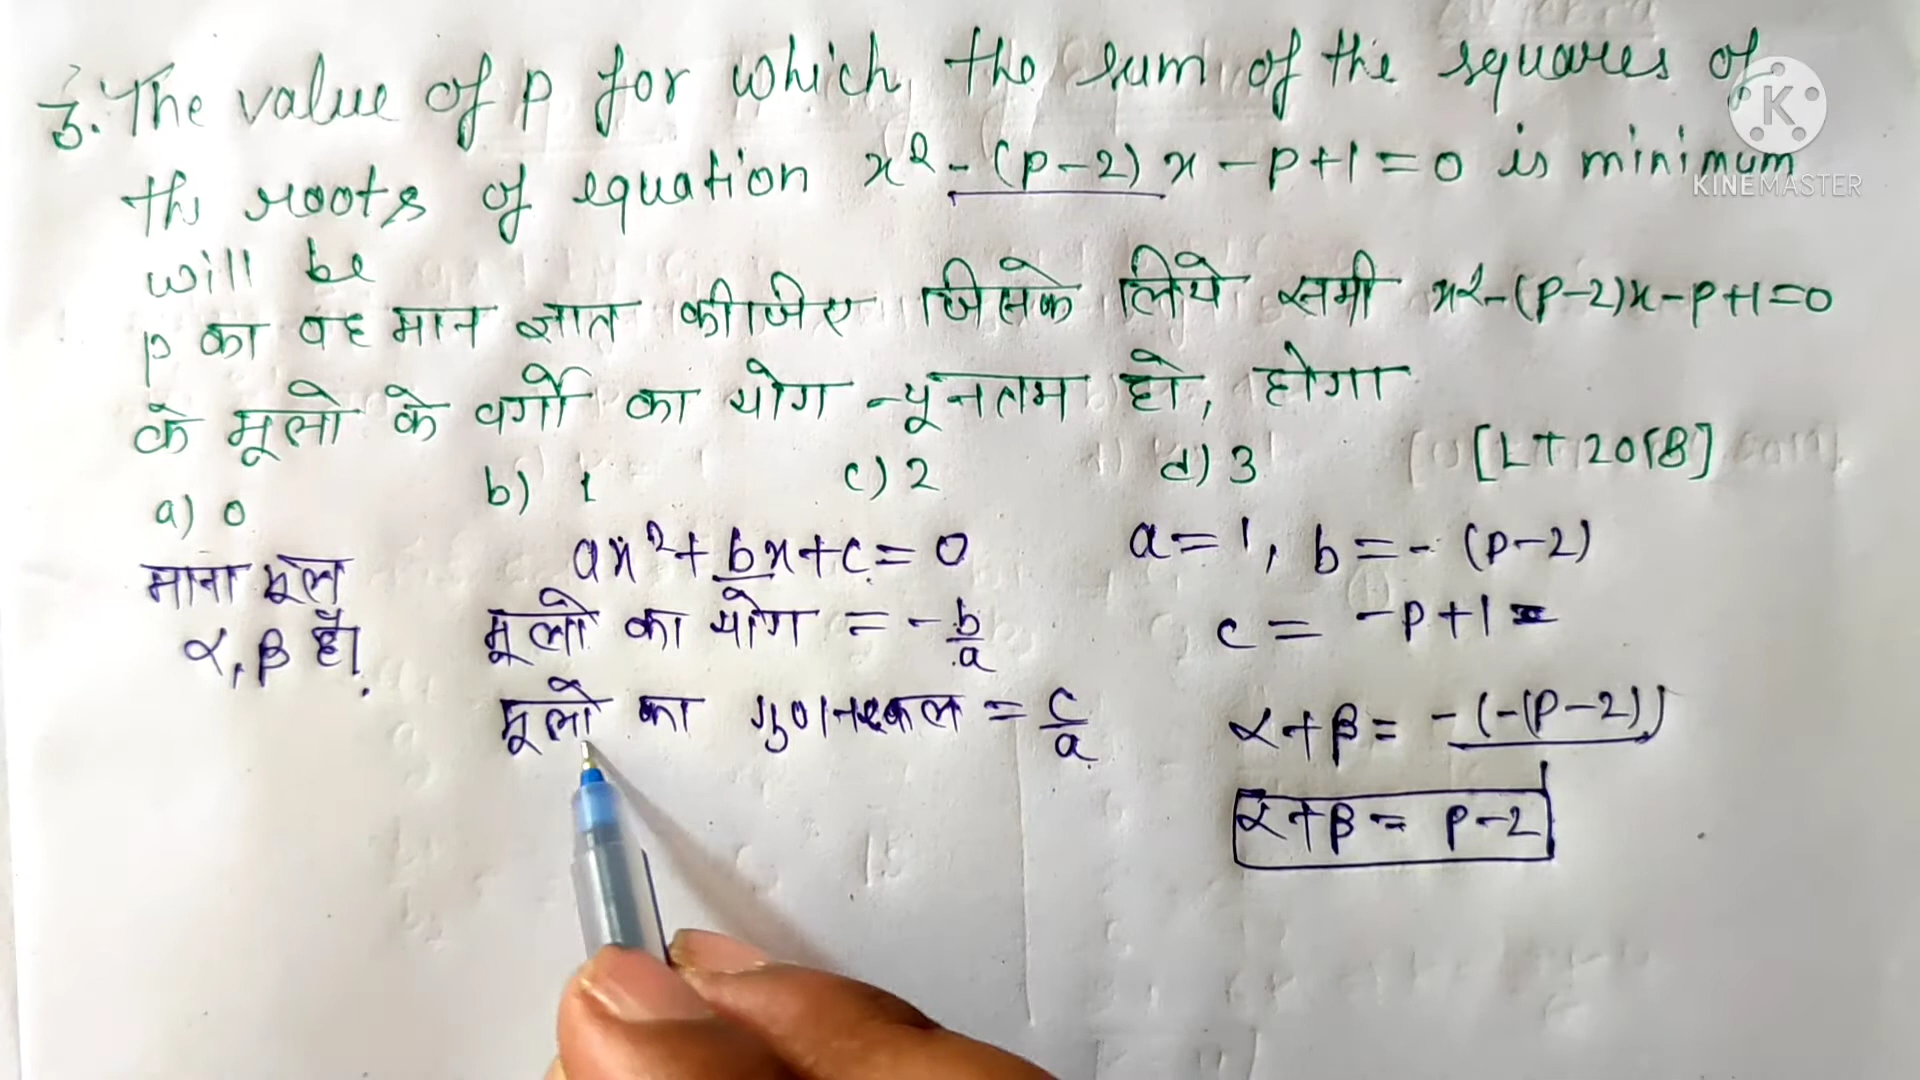 3. The value of p for which, the sum of the squares of
the roots of equation x² - (p-2) x - p+1 = 0 is minimum
will be
p का वह मान ज्ञात कीजिए जिसके लिये समी x² - (p-2)x - p+1=0
के मूलो के वर्गो का योग न्यूनतम हो, होगा
a) 0 b) 1 c) 2 d) 3 [LT 2018]
माना मूल
α, β है।
ax² + bx + c = 0
मूलो का योग = - b/a
मूलो का गुणनफल = c/a
a = 1, b = - (p-2)
c = -p+1
α+β = -(-(p-2))/1
α+β = p-2
K
KINEMASTER